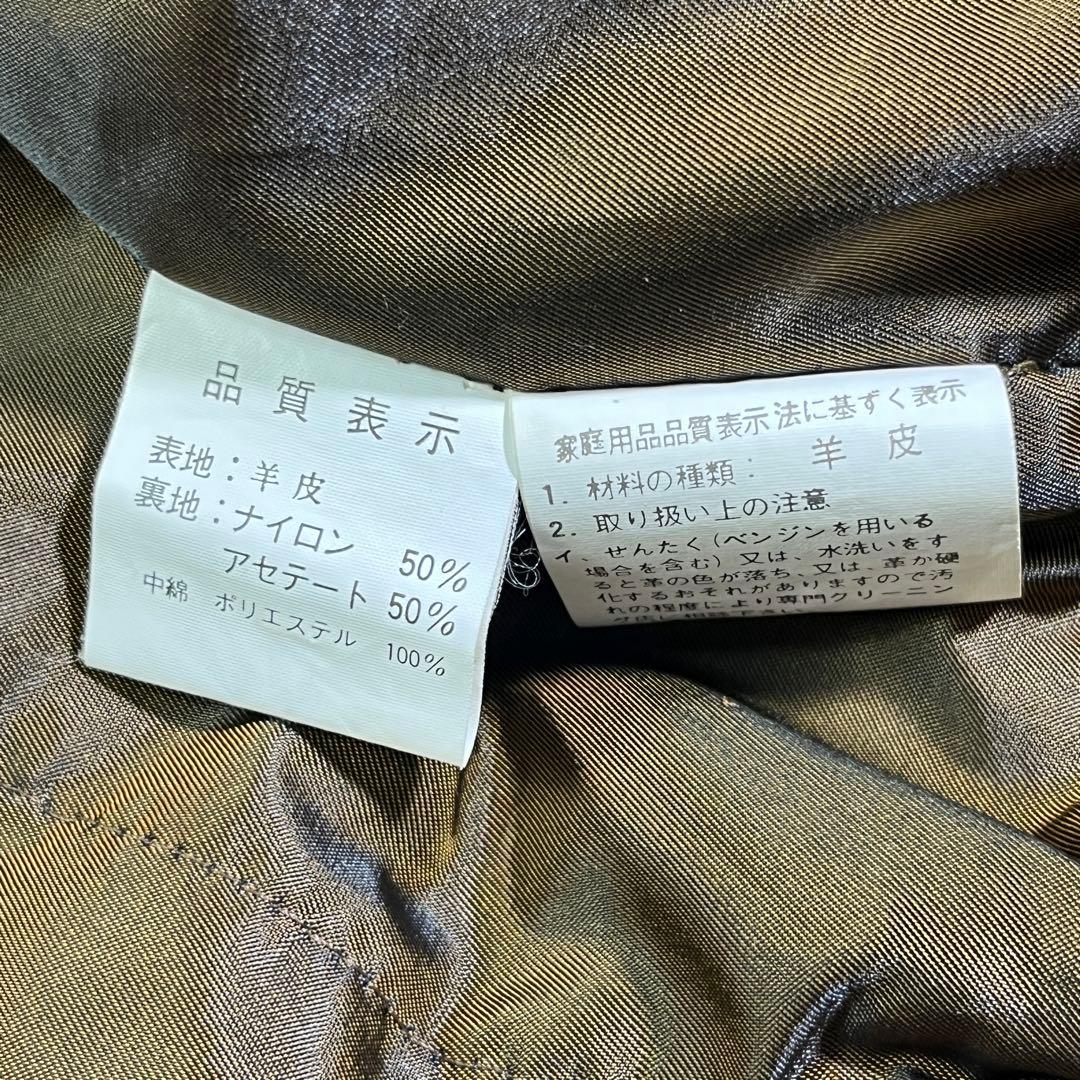 品質表示
表地:羊皮
裏地:ナイロン 50%
アセテート 50%
中綿 ポリエステル 100%
家庭用品品質表示法に基ずく表示
1. 材料の種類: 羊皮
2. 取り扱い上の注意
イ、せんたく(ベンジンを用いる
場合を含む)又は、水洗いをす
ると革の色が落ち、又は、革が硬
化するおそれがありますので汚
れの程度により専門クリーニン